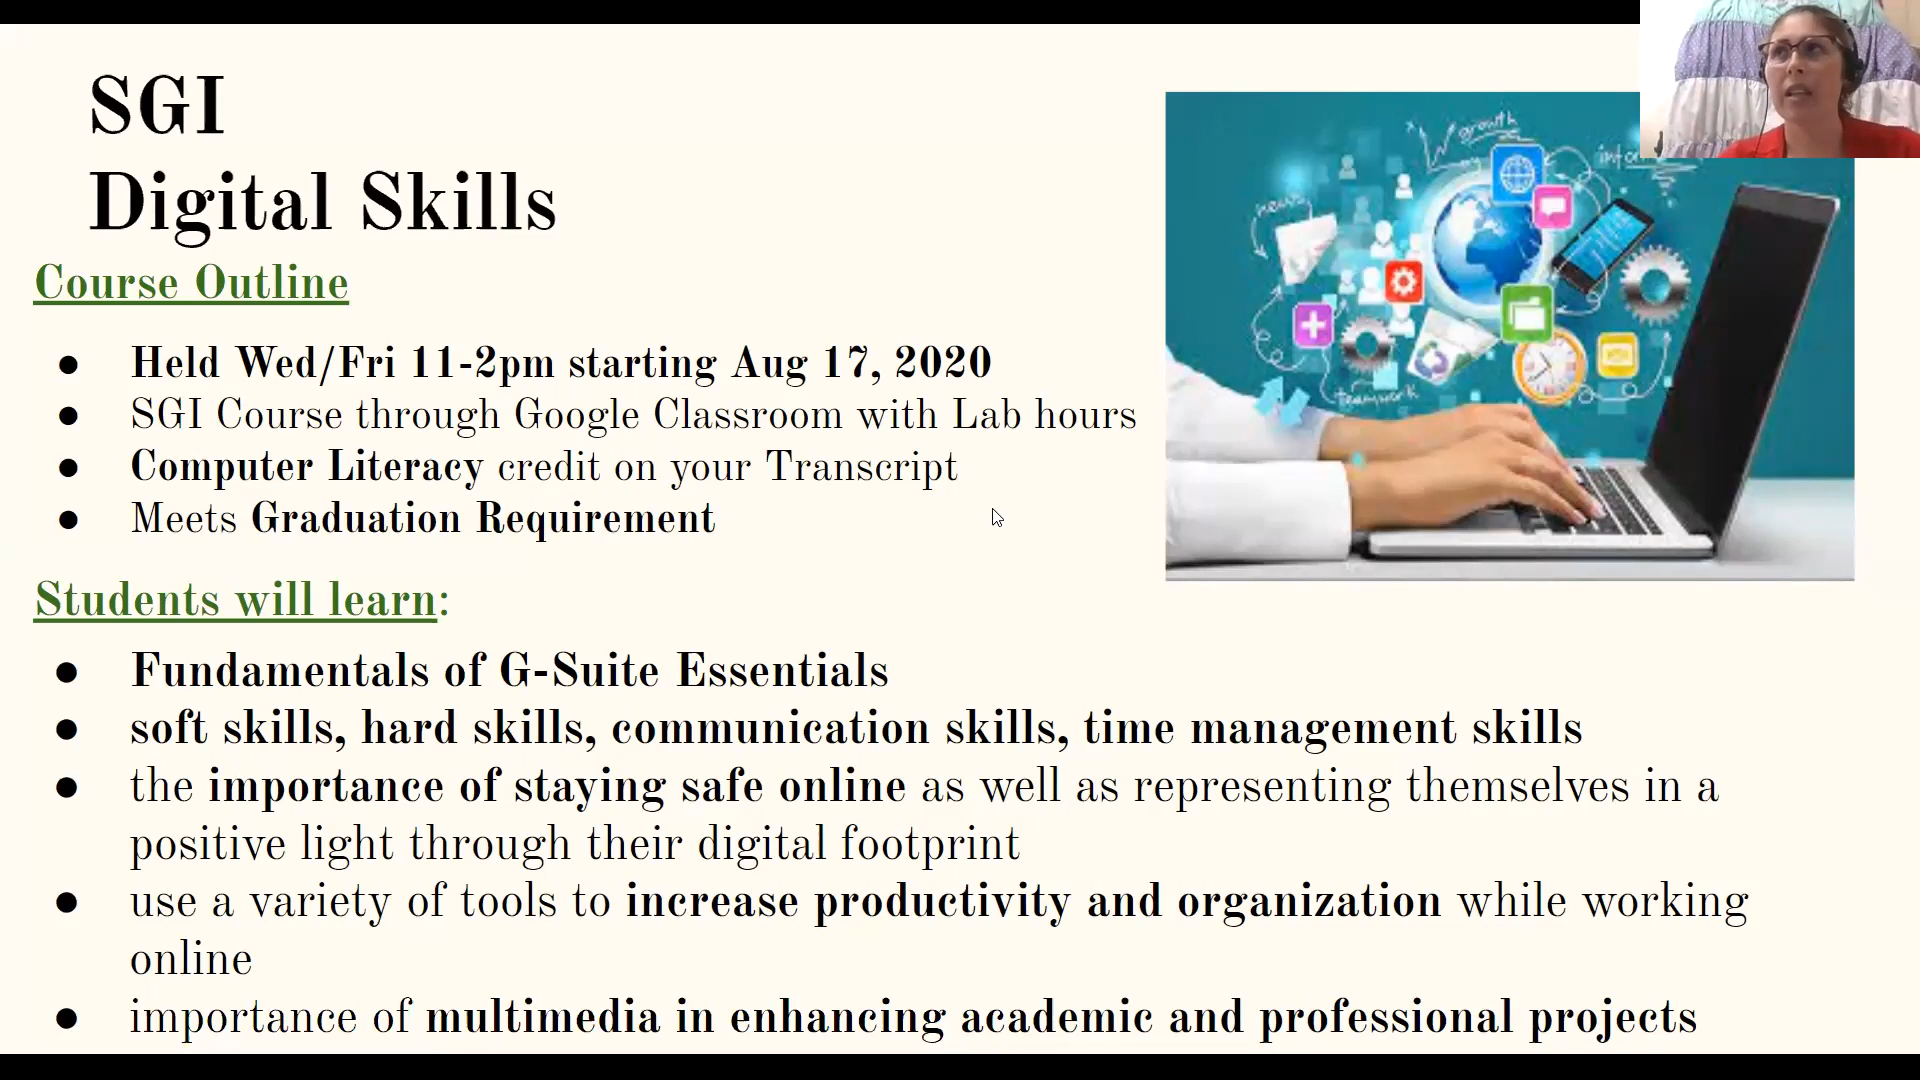 SGI
Digital Skills
Course Outline
● Held Wed/Fri 11-2pm starting Aug 17, 2020
● SGI Course through Google Classroom with Lab hours
● Computer Literacy credit on your Transcript
● Meets Graduation Requirement
Students will learn:
● Fundamentals of G-Suite Essentials
● soft skills, hard skills, communication skills, time management skills
● the importance of staying safe online as well as representing themselves in a
positive light through their digital footprint
● use a variety of tools to increase productivity and organization while working
online
● importance of multimedia in enhancing academic and professional projects
growth
news
teamwork